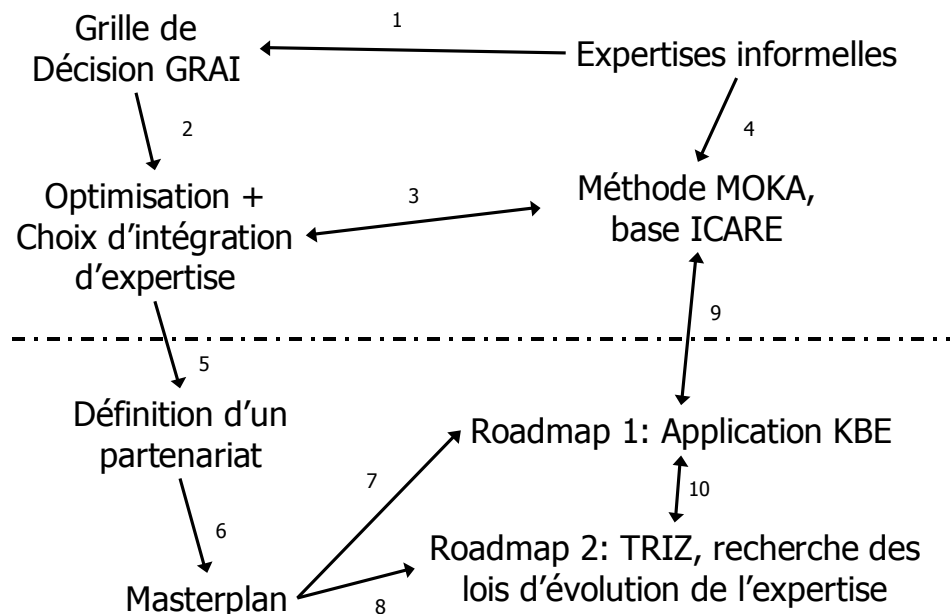 Grille de
Décision GRAI
1
Expertises informelles
2
4
Optimisation +
Choix d’intégration
d’expertise
3
Méthode MOKA,
base ICARE
9
5
Définition d’un
partenariat
Roadmap 1: Application KBE
7
10
6
Roadmap 2: TRIZ, recherche des
lois d’évolution de l’expertise
Masterplan
8